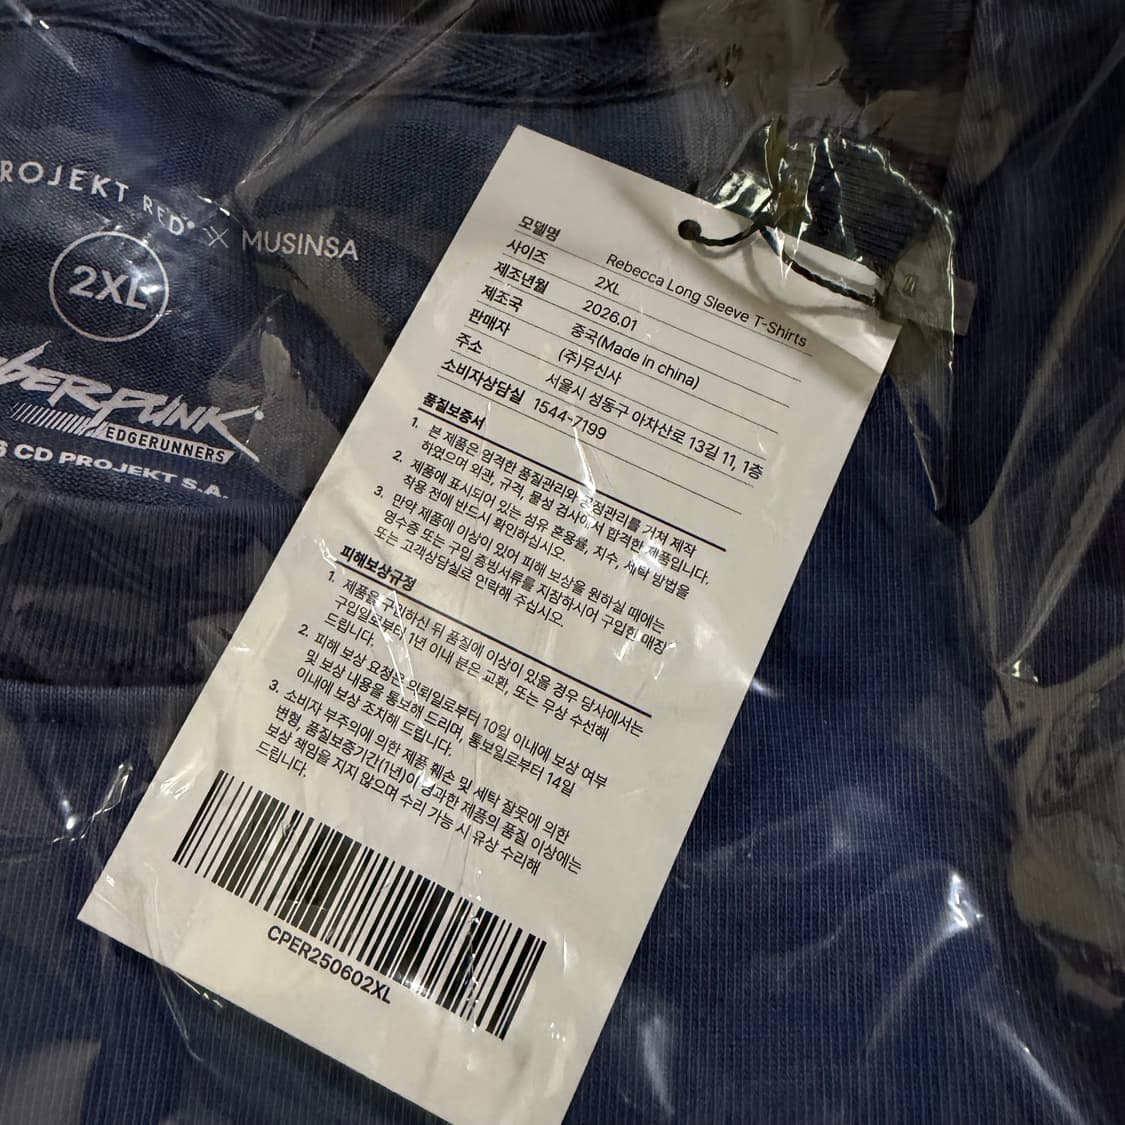 ROJEKT RED® × MUSINSA
2XL
BERPUNK
EDGERUNNERS
CD PROJEKT S.A.
모델명 Rebecca Long Sleeve T-Shirts
사이즈 2XL
제조년월 2026.01
제조국 중국(Made in china)
판매자 (주)무신사
주소 서울시 성동구 아차산로 13길 11, 1층
소비자상담실 1544-7199
품질보증서
1. 본 제품은 엄격한 품질관리와 공정관리를 거쳐 제작
하였으며 외관, 규격, 물성 검사에서 합격한 제품입니다.
2. 제품에 표시되어 있는 섬유 혼용률, 치수, 세탁 방법을
착용 전에 반드시 확인하십시오.
3. 만약 제품에 이상이 있어 피해 보상을 원하실 때에는
영수증 또는 구입 증빙서류를 지참하시어 구입한 매장
또는 고객상담실로 연락해 주십시오.
피해보상규정
1. 제품을 구입하신 뒤 품질에 이상이 있을 경우 당사에서는
구입일로부터 1년 이내 분은 교환, 또는 무상 수선해
드립니다.
2. 피해 보상 요청은 의뢰일로부터 10일 이내에 보상 여부
및 보상 내용을 통보해 드리며, 통보일로부터 14일
이내에 보상 조치해 드립니다.
3. 소비자 부주의에 의한 제품 훼손 및 세탁 잘못에 의한
변형, 품질보증기간(1년)이 경과한 제품의 품질 이상에는
보상 책임을 지지 않으며 수리 가능 시 유상 수리해
드립니다.
CPER250602XL